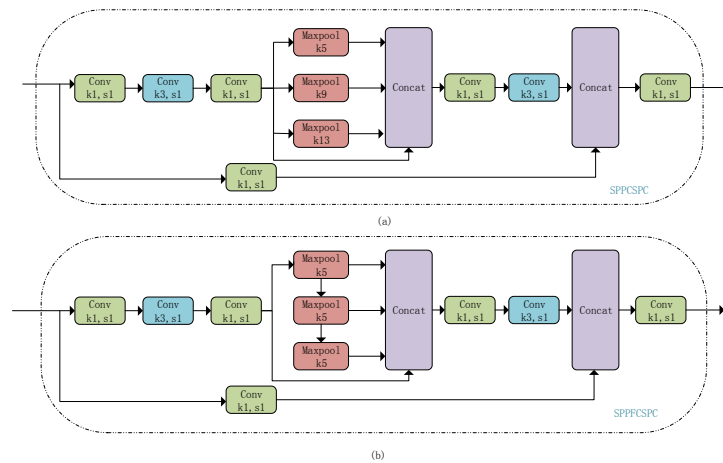 Maxpool
k5
Conv
k1,s1
Conv
k3,s1
Conv
k1,s1
Maxpool
k9
Concat
Conv
k1,s1
Conv
k3,s1
Concat
Conv
k1,s1
Maxpool
k13
Conv
k1,s1
SPPCSPC
(a)
Maxpool
k5
Conv
k1,s1
Conv
k3,s1
Conv
k1,s1
Maxpool
k5
Concat
Conv
k1,s1
Conv
k3,s1
Concat
Conv
k1,s1
Maxpool
k5
Conv
k1,s1
SPPFCSPC
(b)